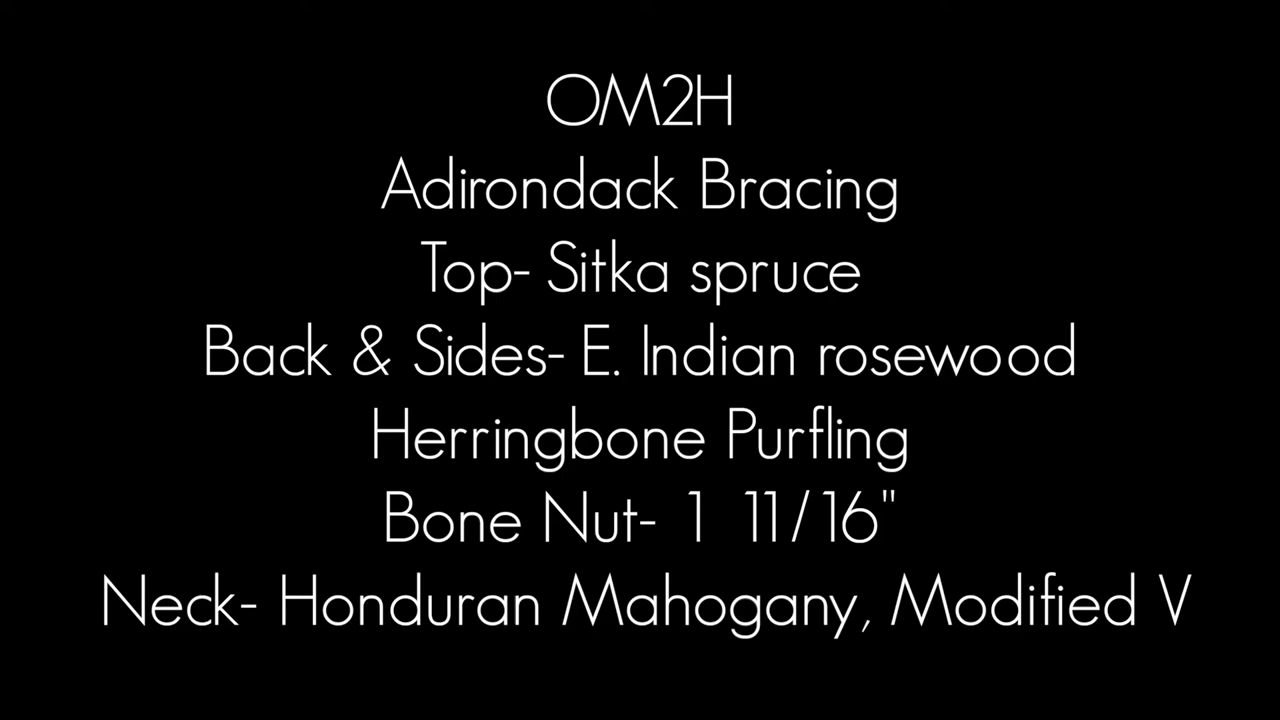 OM2H
Adirondack Bracing
Top- Sitka spruce
Back & Sides- E. Indian rosewood
Herringbone Purfling
Bone Nut- 1 11/16"
Neck- Honduran Mahogany, Modified V